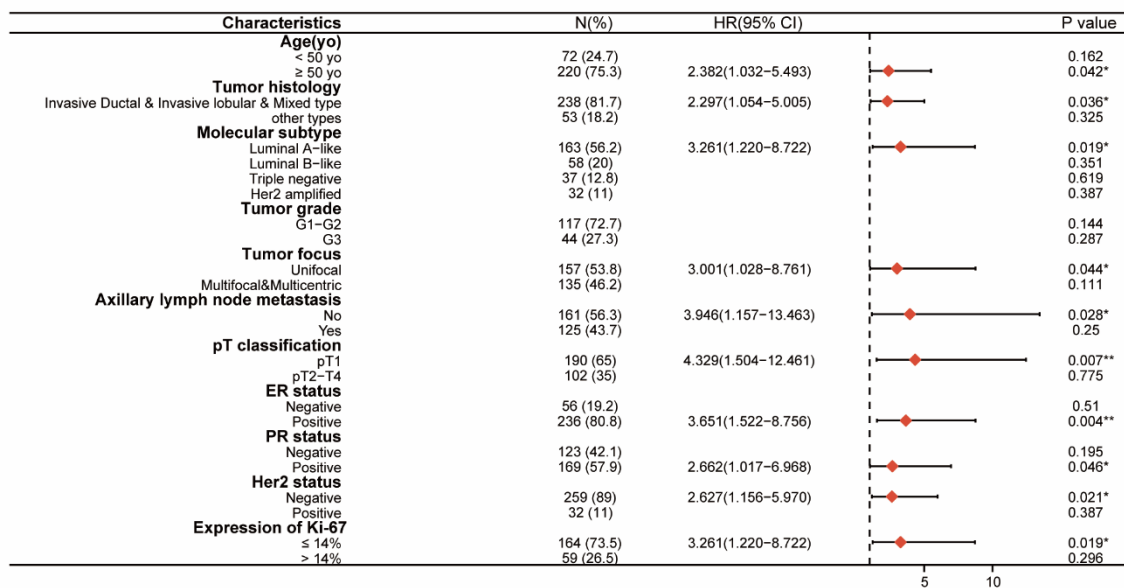 Characteristics N(%) HR(95% CI) P value
Age(yo)
< 50 yo 72 (24.7) 0.162
≥ 50 yo 220 (75.3) 2.382(1.032−5.493) 0.042*
Tumor histology
Invasive Ductal & Invasive lobular & Mixed type 238 (81.7) 2.297(1.054−5.005) 0.036*
other types 53 (18.2) 0.325
Molecular subtype
Luminal A-like 163 (56.2) 3.261(1.220−8.722) 0.019*
Luminal B-like 58 (20) 0.351
Triple negative 37 (12.8) 0.619
Her2 amplified 32 (11) 0.387
Tumor grade
G1−G2 117 (72.7) 0.144
G3 44 (27.3) 0.287
Tumor focus
Unifocal 157 (53.8) 3.001(1.028−8.761) 0.044*
Multifocal&Multicentric 135 (46.2) 0.111
Axillary lymph node metastasis
No 161 (56.3) 3.946(1.157−13.463) 0.028*
Yes 125 (43.7) 0.25
pT classification
pT1 190 (65) 4.329(1.504−12.461) 0.007**
pT2−T4 102 (35) 0.775
ER status
Negative 56 (19.2) 0.51
Positive 236 (80.8) 3.651(1.522−8.756) 0.004**
PR status
Negative 123 (42.1) 0.195
Positive 169 (57.9) 2.662(1.017−6.968) 0.046*
Her2 status
Negative 259 (89) 2.627(1.156−5.970) 0.021*
Positive 32 (11) 0.387
Expression of Ki-67
≤ 14% 164 (73.5) 3.261(1.220−8.722) 0.019*
> 14% 59 (26.5) 0.296
5 10